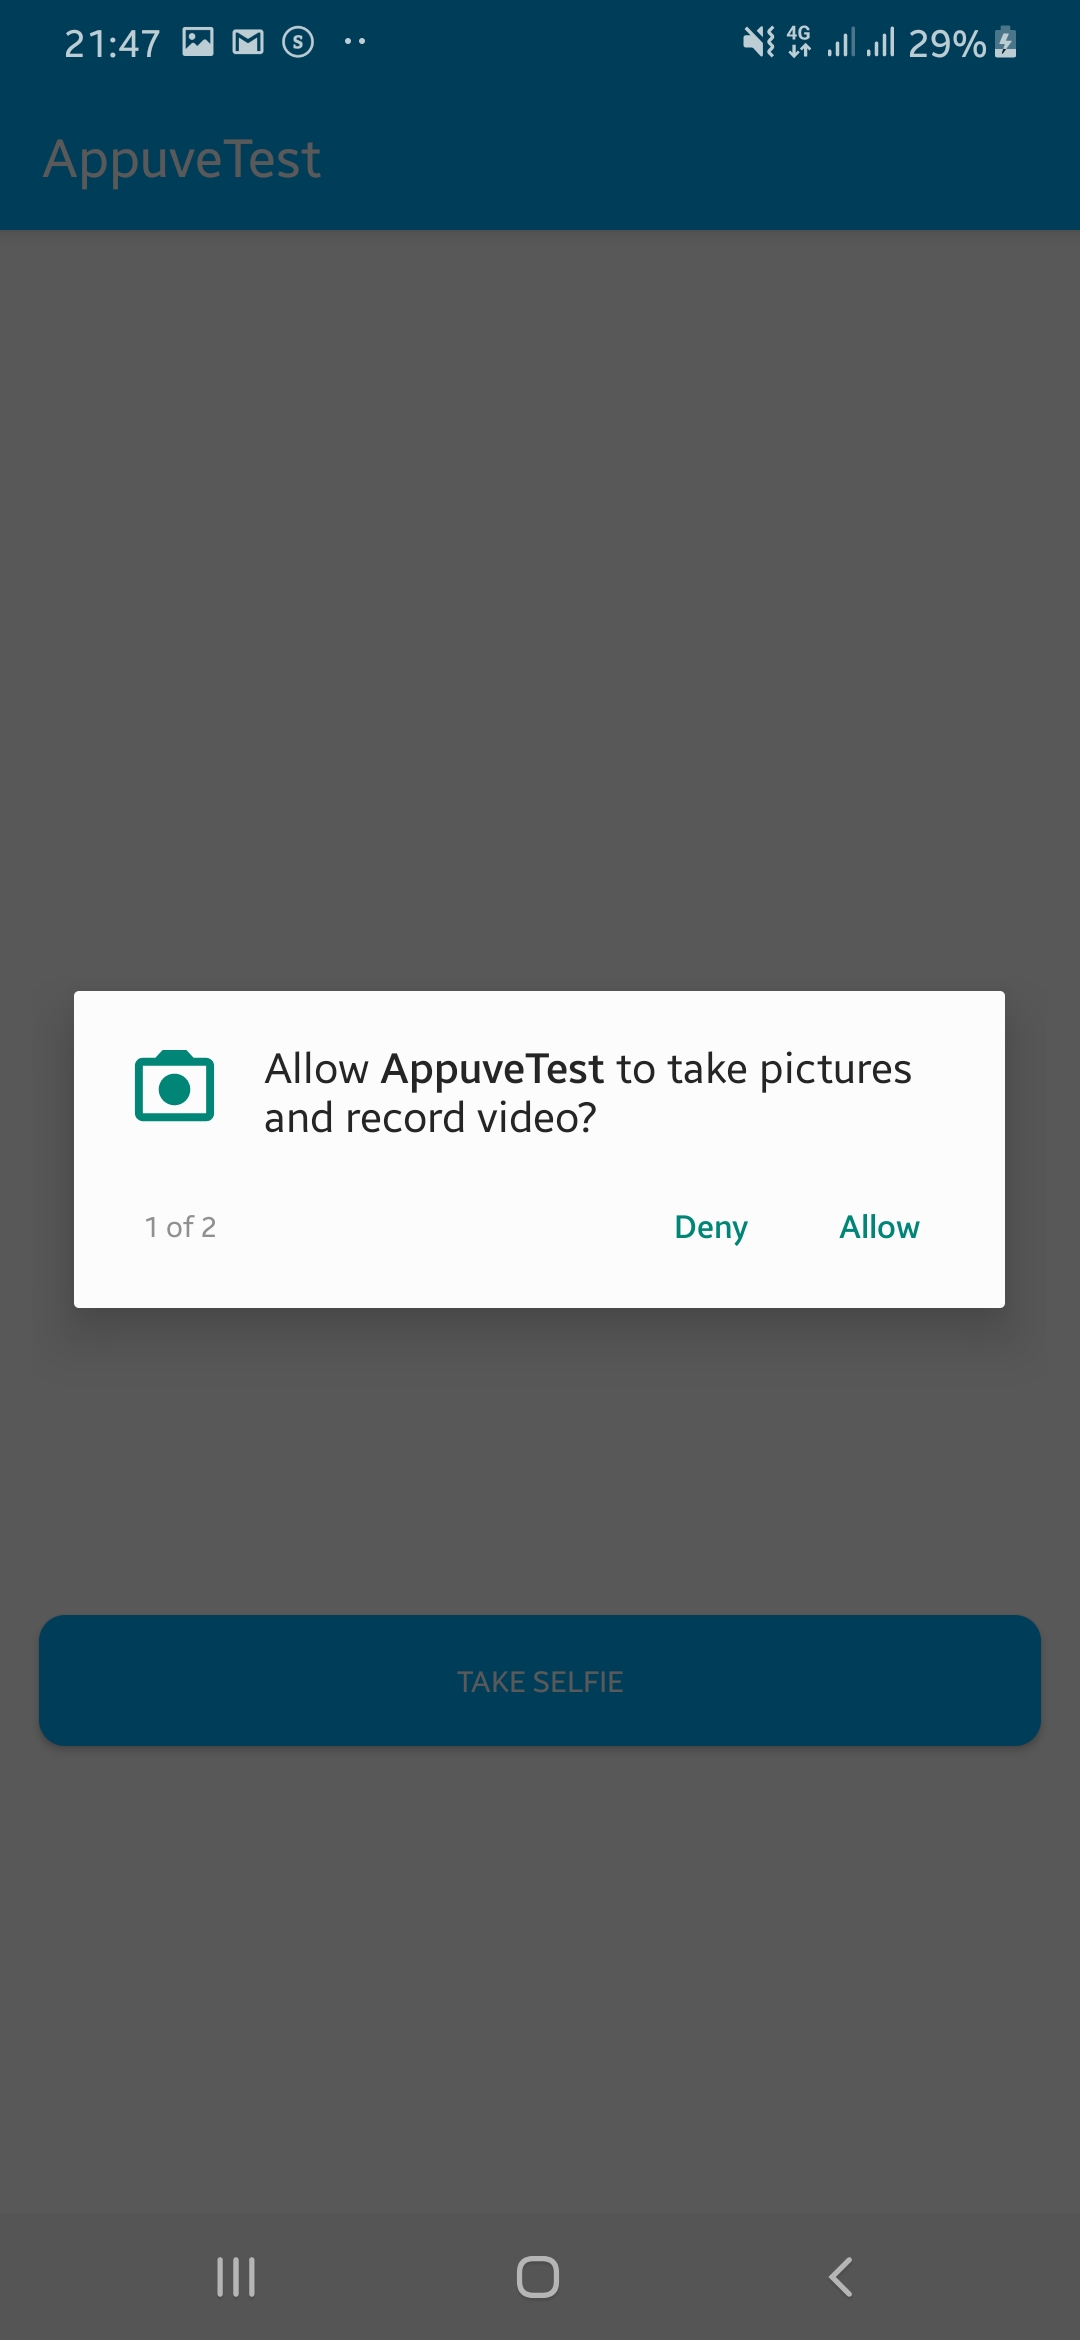 21:47 S 4G 29%
AppuveTest
Allow AppuveTest to take pictures
and record video?
1 of 2 Deny Allow
TAKE SELFIE